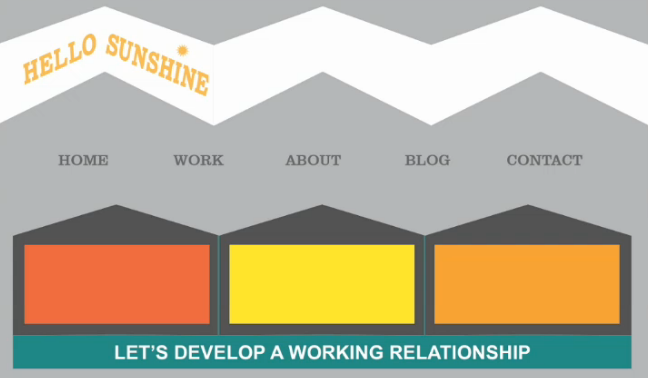 HELLO SUNSHINE
HOME WORK ABOUT BLOG CONTACT
LET'S DEVELOP A WORKING RELATIONSHIP